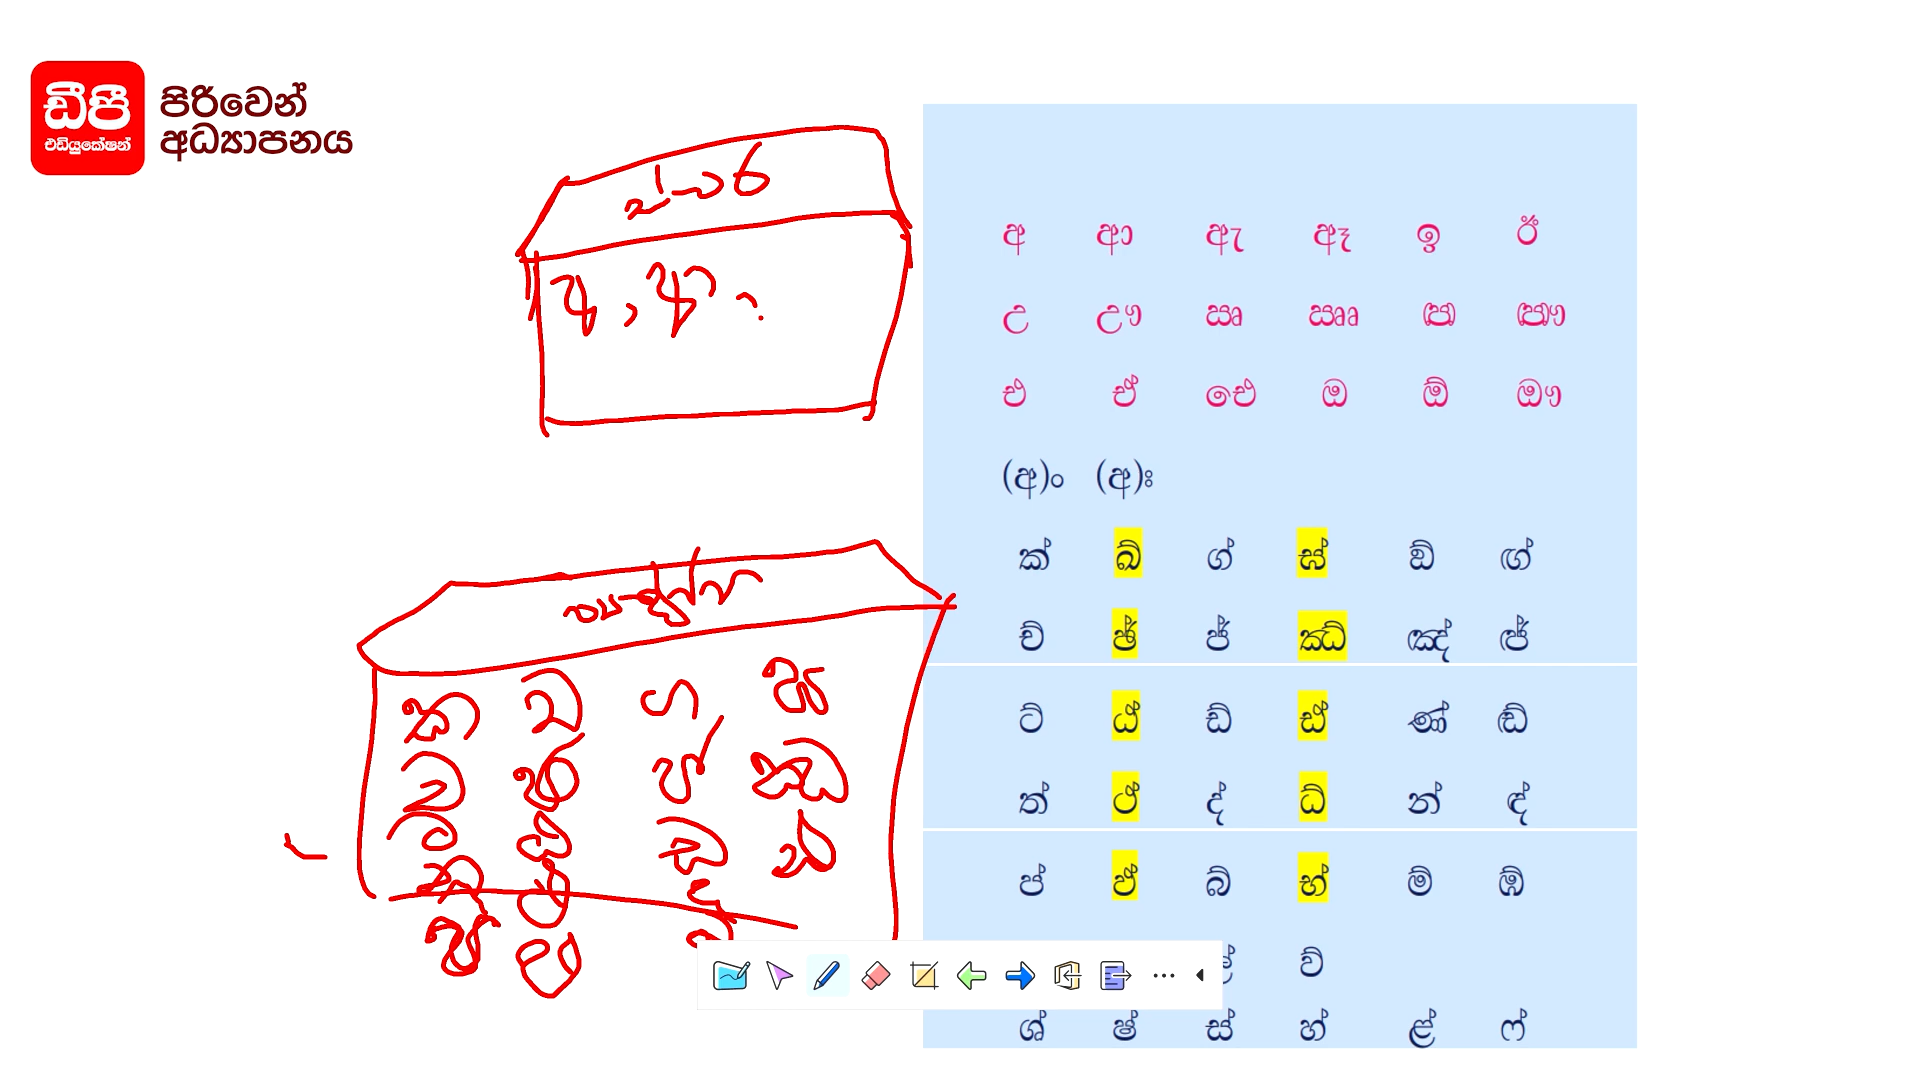 ඩීපී
එඩියුකේෂන්
පිරිවෙන්
අධ්‍යාපනය
ස්වර
අ , ආ :
ව්‍යඤ්ජන
ක ඛ ග ඝ
ච ඡ ජ ඣ
ට ඨ ඩ ඪ
ත ථ ද
ප ඵ
අ ආ ඇ ඈ ඉ ඊ
උ ඌ ඍ ඎ ඏ ඐ
එ ඒ ඓ ඔ ඕ ඖ
(අ)ං (අ)ඃ
ක් ඛ් ග් ඝ් ඞ් ඟ්
ච් ඡ් ජ් ඣ් ඤ් ඦ්
ට් ඨ් ඩ් ඪ් ණ් ඬ්
ත් ථ් ද් ධ් න් ඳ්
ප් ඵ් බ් භ් ම් ඹ්
ව්
ශ් ෂ් ස් හ් ළ් ෆ්